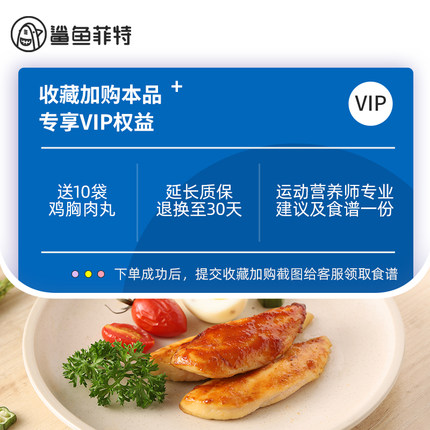 鲨鱼菲特
收藏加购本品+
专享VIP权益
VIP
送10袋
鸡胸肉丸
延长质保
退换至30天
运动营养师专业
建议及食谱一份
下单成功后，提交收藏加购截图给客服领取食谱